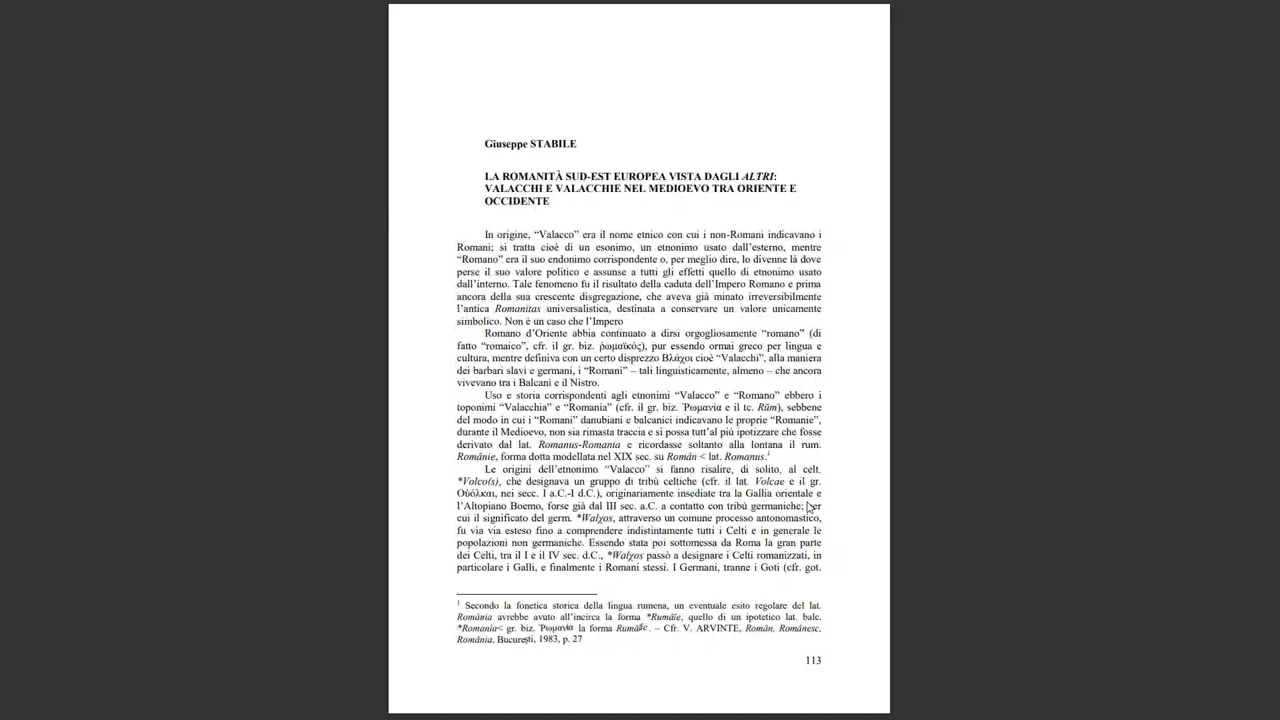 Giuseppe STABILE
LA ROMANITÀ SUD-EST EUROPEA VISTA DAGLI ALTRI:
VALACCHI E VALACCHIE NEL MEDIOEVO TRA ORIENTE E
OCCIDENTE
In origine, “Valacco” era il nome etnico con cui i non-Romani indicavano i
Romani; si tratta cioè di un esonimo, un etnonimo usato dall’esterno, mentre
“Romano” era il suo endonimo corrispondente o, per meglio dire, lo divenne là dove
perse il suo valore politico e assunse a tutti gli effetti quello di etnonimo usato
dall’interno. Tale fenomeno fu il risultato della caduta dell’Impero Romano e prima
ancora della sua crescente disgregazione, che aveva già minato irreversibilmente
l’antica Romanitas universalistica, destinata a conservare un valore unicamente
simbolico. Non è un caso che l’Impero
Romano d’Oriente abbia continuato a dirsi orgogliosamente “romano” (di
fatto “romaico”, cfr. il gr. biz. ῥωμαϊκός), pur essendo ormai greco per lingua e
cultura, mentre definiva con un certo disprezzo Βλάχοι cioè “Valacchi”, alla maniera
dei barbari slavi e germani, i “Romani” – tali linguisticamente, almeno – che ancora
vivevano tra i Balcani e il Nistro.
Uso e storia corrispondenti agli etnonimi “Valacco” e “Romano” ebbero i
toponimi “Valacchia” e “Romania” (cfr. il gr. biz. Ῥωμανία e il tc. Rūm), sebbene
del modo in cui i “Romani” danubiani e balcanici indicavano le proprie “Romanie”,
durante il Medioevo, non sia rimasta traccia e si possa tutt’al più ipotizzare che fosse
derivato dal lat. Romanus-Romania e ricordasse soltanto alla lontana il rum.
Românie, forma dotta modellata nel XIX sec. su Român < lat. Romanus.¹
Le origini dell’etnonimo “Valacco” si fanno risalire, di solito, al celt.
*Volco(s), che designava un gruppo di tribù celtiche (cfr. il lat. Volcae e il gr.
Οὐόλκαι, nei secc. I a.C.-I d.C.), originariamente insediate tra la Gallia orientale e
l’Altopiano Boemo, forse già dal III sec. a.C. a contatto con tribù germaniche; per
cui il significato del germ. *Walχos, attraverso un comune processo antonomastico,
fu via via esteso fino a comprendere indistintamente tutti i Celti e in generale le
popolazioni non germaniche. Essendo stata poi sottomessa da Roma la gran parte
dei Celti, tra il I e il IV sec. d.C., *Walχos passò a designare i Celti romanizzati, in
particolare i Galli, e finalmente i Romani stessi. I Germani, tranne i Goti (cfr. got.
¹ Secondo la fonetica storica della lingua rumena, un eventuale esito regolare del lat.
Romània avrebbe avuto all’incirca la forma *Rumâie, quello di un ipotetico lat. balc.
*Romanìa< gr. biz. Ῥωμανία la forma – Cfr. V. ARVINTE, Român, Românesc,
România, București, 1983, p. 27
113